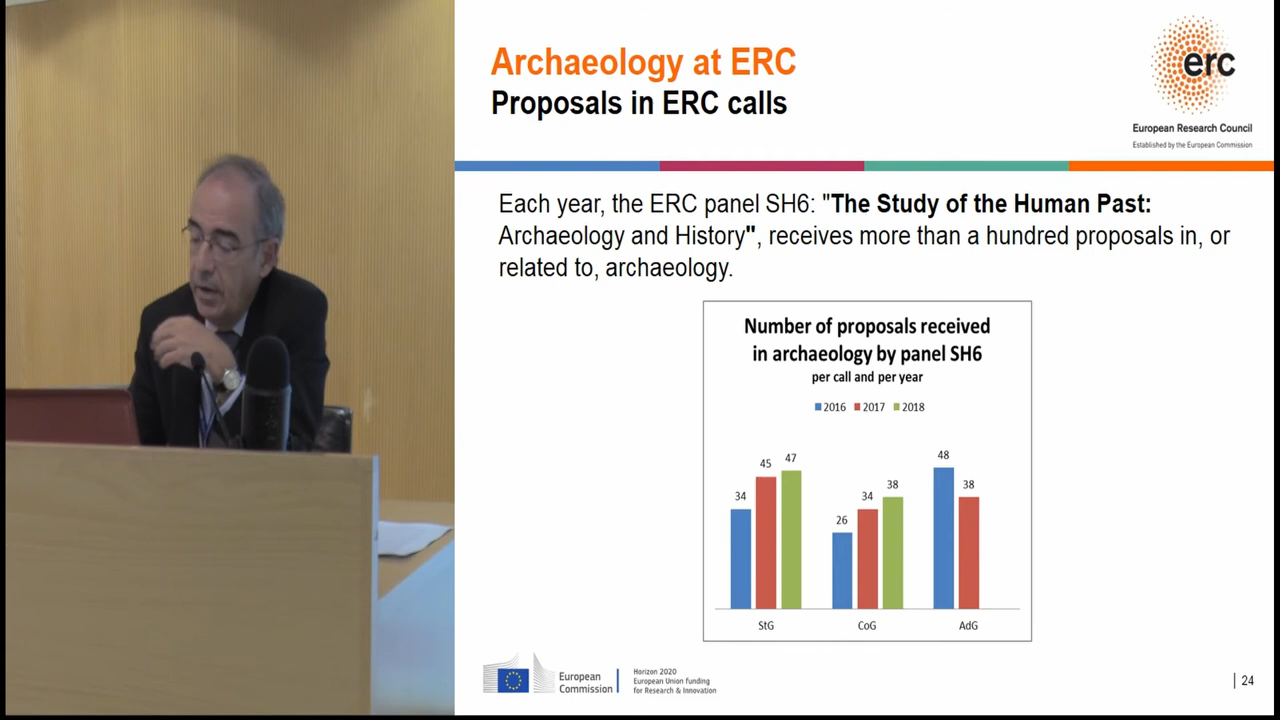 Archaeology at ERC
Proposals in ERC calls
erc
European Research Council
Established by the European Commission
Each year, the ERC panel SH6: "The Study of the Human Past:
Archaeology and History", receives more than a hundred proposals in, or
related to, archaeology.
Number of proposals received
in archaeology by panel SH6
per call and per year
2016 2017 2018
34 45 47
26 34 38
48 38
StG CoG AdG
European
Commission
Horizon 2020
European Union funding
for Research & Innovation
24